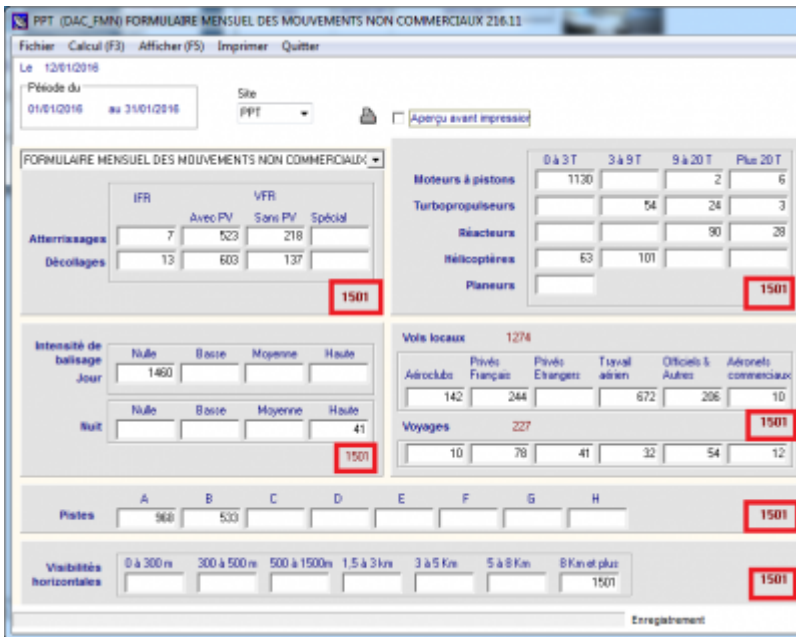 PPT (DAC_FMN) FORMULAIRE MENSUEL DES MOUVEMENTS NON COMMERCIAUX 216.11
Fichier Calcul (F3) Afficher (F5) Imprimer Quitter
Le 12/01/2016
Période du
01/01/2016 au 31/01/2016
Site
PPT
Aperçu avant impression
FORMULAIRE MENSUEL DES MOUVEMENTS NON COMMERCIAUX
IFR VFR
Avec PV Sans PV Spécial
Atterrissages 7 523 218
Décollages 13 603 137
1501
0 à 3 T 3 à 9 T 9 à 20 T Plus 20 T
Moteurs à pistons 1130 2 6
Turbopropulseurs 54 24 3
Réacteurs 90 28
Hélicoptères 63 101
Planeurs
1501
Intensité de balisage
Nulle Basse Moyenne Haute
Jour 1460
Nulle Basse Moyenne Haute
Nuit 41
1501
Vols locaux 1274
Aéroclubs Privés Français Privés Etrangers Travail aérien Officiels & Autres Aéronefs commerciaux
142 244 672 206 10
Voyages 227
1501
10 78 41 32 54 12
A B C D E F G H
Pistes 968 533
1501
Visibilités horizontales
0 à 300 m 300 à 500 m 500 à 1500m 1,5 à 3 km 3 à 5 Km 5 à 8 Km 8 Km et plus
1501
1501
Enregistrement